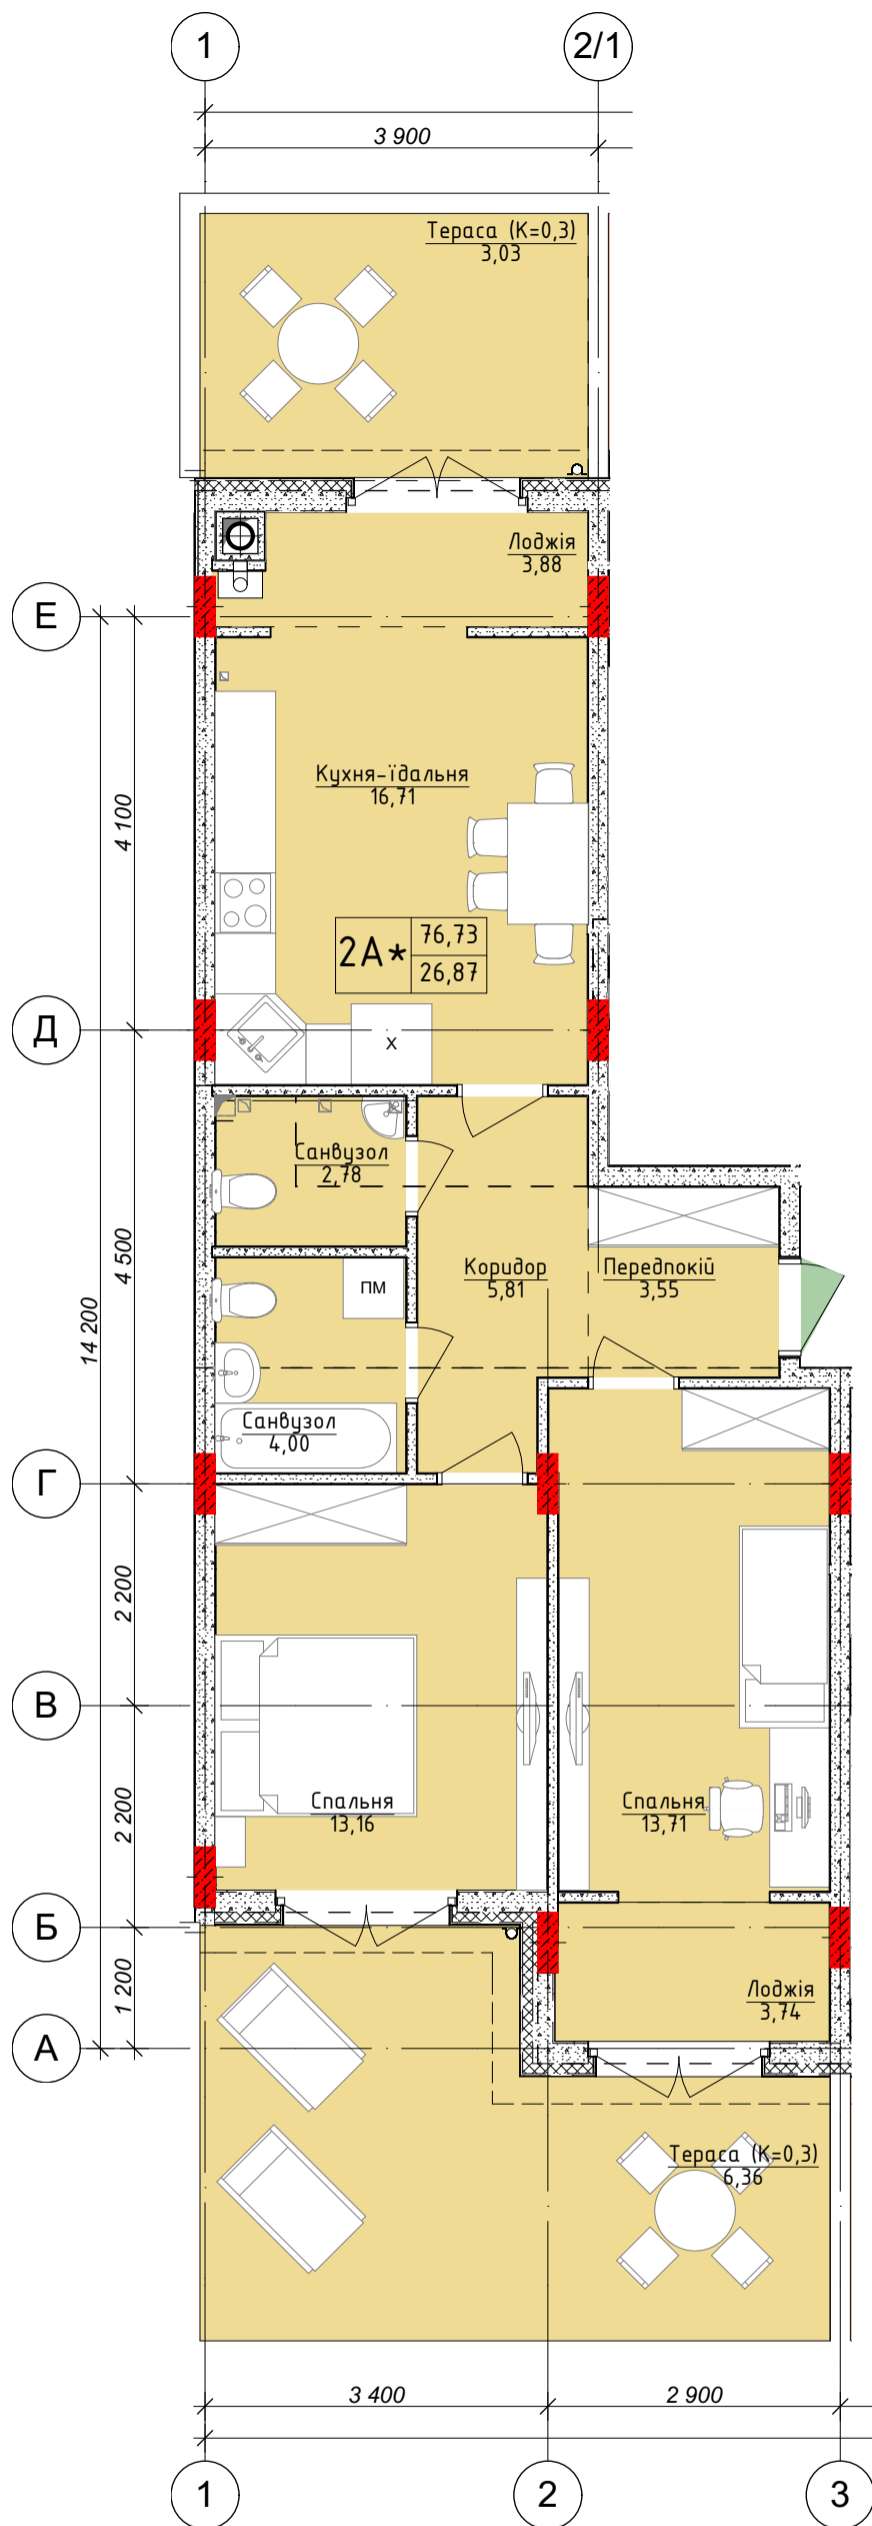 1
2/1
3 900
Тераса (К=0,3)
3,03
Лоджія
3,88
Е
4 100
Кухня-їдальня
16,71
2А*
76,73
26,87
Д
Х
Санвузол
2,78
4 500
14 200
Коридор
5,81
Передпокій
3,55
ПМ
Санвузол
4,00
Г
2 200
В
2 200
Спальня
13,16
Спальня
13,71
Б
1 200
Лоджія
3,74
А
Тераса (К=0,3)
6,36
3 400
2 900
1
2
3